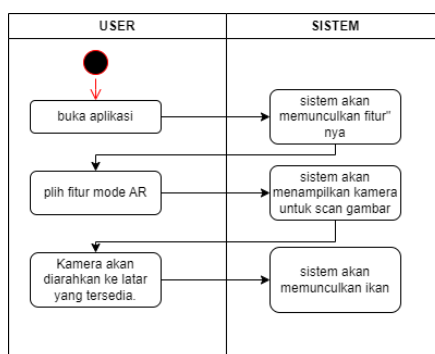 USER
SISTEM
buka aplikasi
sistem akan
memunculkan fitur"
nya
plih fitur mode AR
sistem akan
menampilkan kamera
untuk scan gambar
Kamera akan
diarahkan ke latar
yang tersedia.
sistem akan
memunculkan ikan